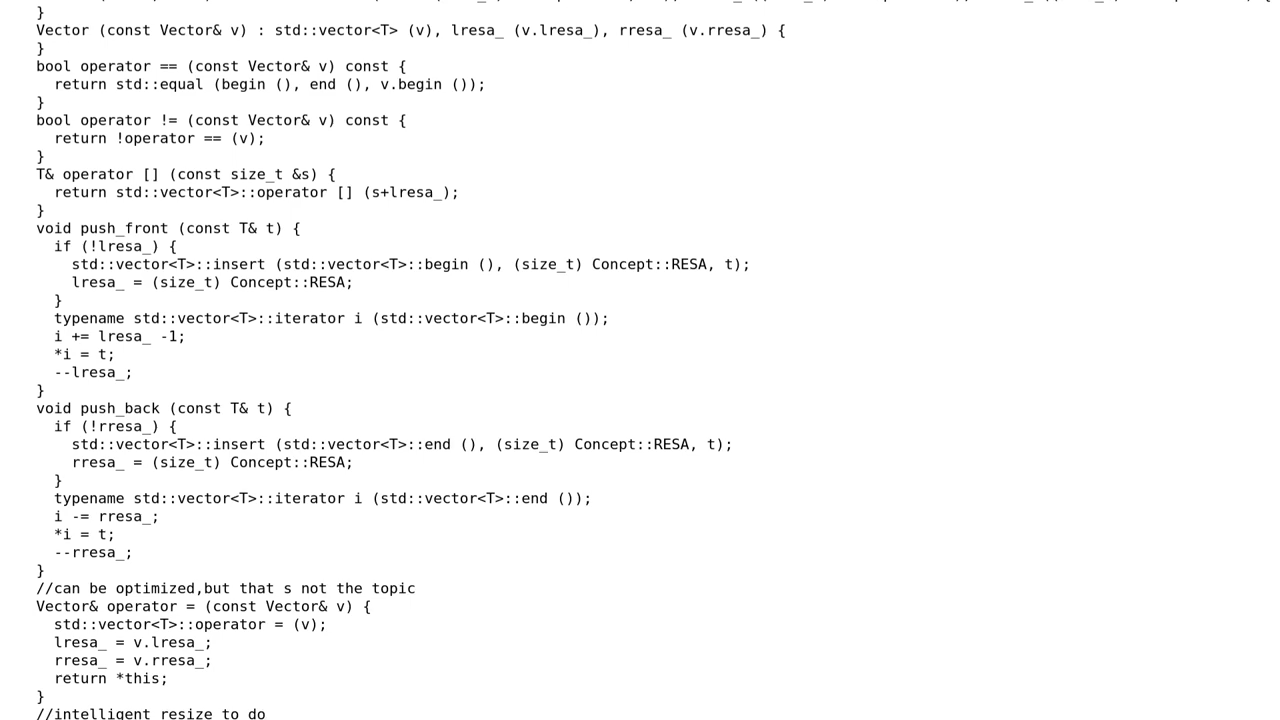 }
Vector (const Vector& v) : std::vector<T> (v), lresa_ (v.lresa_), rresa_ (v.rresa_) {
}
bool operator == (const Vector& v) const {
return std::equal (begin (), end (), v.begin ());
}
bool operator != (const Vector& v) const {
return !operator == (v);
}
T& operator [] (const size_t &s) {
return std::vector<T>::operator [] (s+lresa_);
}
void push_front (const T& t) {
if (!lresa_) {
std::vector<T>::insert (std::vector<T>::begin (), (size_t) Concept::RESA, t);
lresa_ = (size_t) Concept::RESA;
}
typename std::vector<T>::iterator i (std::vector<T>::begin ());
i += lresa_ -1;
*i = t;
--lresa_;
}
void push_back (const T& t) {
if (!rresa_) {
std::vector<T>::insert (std::vector<T>::end (), (size_t) Concept::RESA, t);
rresa_ = (size_t) Concept::RESA;
}
typename std::vector<T>::iterator i (std::vector<T>::end ());
i -= rresa_;
*i = t;
--rresa_;
}
//can be optimized,but that s not the topic
Vector& operator = (const Vector& v) {
std::vector<T>::operator = (v);
lresa_ = v.lresa_;
rresa_ = v.rresa_;
return *this;
}
//intelligent resize to do